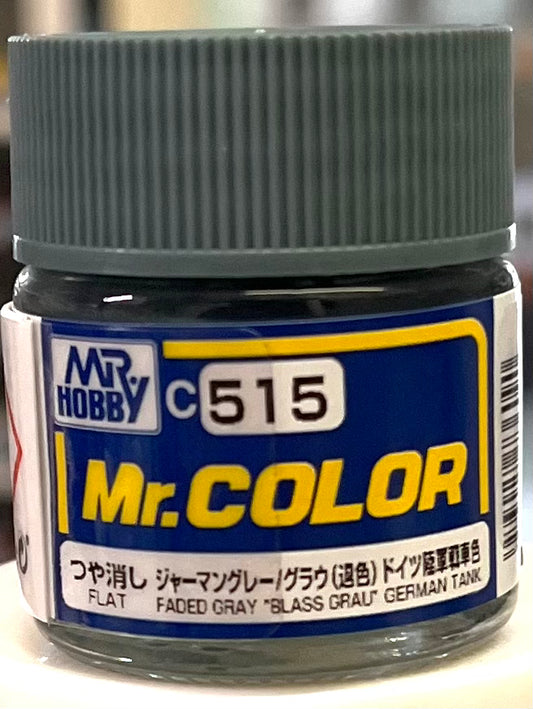 MR.
HOBBY
C515
Mr.COLOR
つや消し ジャーマングレー/グラウ(退色) ドイツ陸軍戦車色
FLAT FADED GRAY "BLASS GRAU" GERMAN TANK